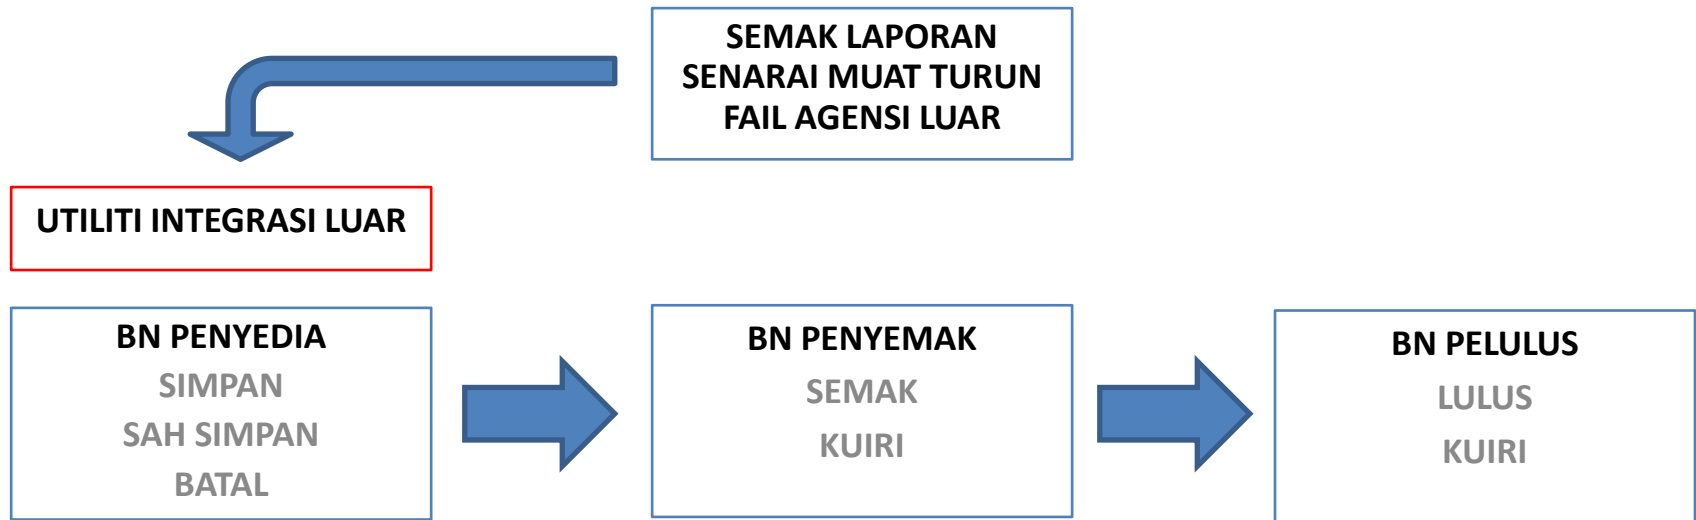 SEMAK LAPORAN
SENARAI MUAT TURUN
FAIL AGENSI LUAR
UTILITI INTEGRASI LUAR
BN PENYEDIA
SIMPAN
SAH SIMPAN
BATAL
BN PENYEMAK
SEMAK
KUIRI
BN PELULUS
LULUS
KUIRI